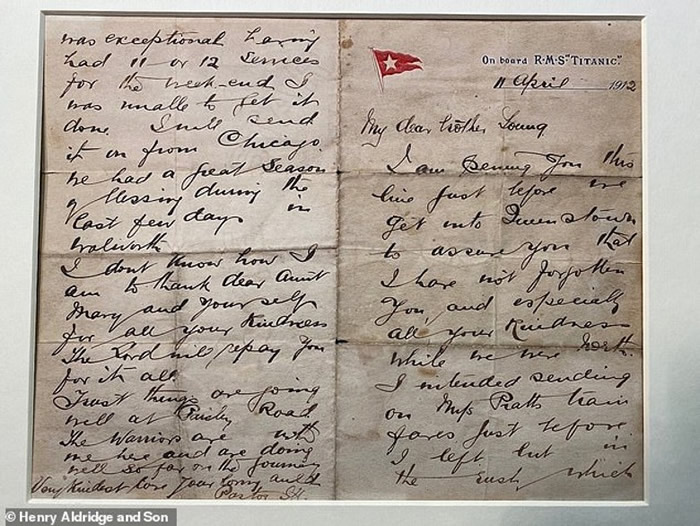 On board R.M.S "TITANIC".
11 April 1912
My dear brother Young
I am Penning You this
line just before we
get into Queenstown
to assure you that
I have not forgotten
You, and especially
all your Kindness
while we were North.
I intended sending
on Mrs Pratts train
fares just before
I left but in
the rush which
was exceptional having
had 11 or 12 Services
for the week-end I
was unable to get it
done. I will send
it on from Chicago.
we had a great Season
of blessing during the
last few days in
Walworth
I dont know how I
am to thank dear Aunt
Mary and Yourself
for all your Kindness
The Lord will repay You
for it all.
Trust things are going
well at Paisley Road.
The Warriors are with
me here and are doing
well so far on the Journey
Very kindest love your loving auld
Pastor J.H.
© Henry Aldridge and Son